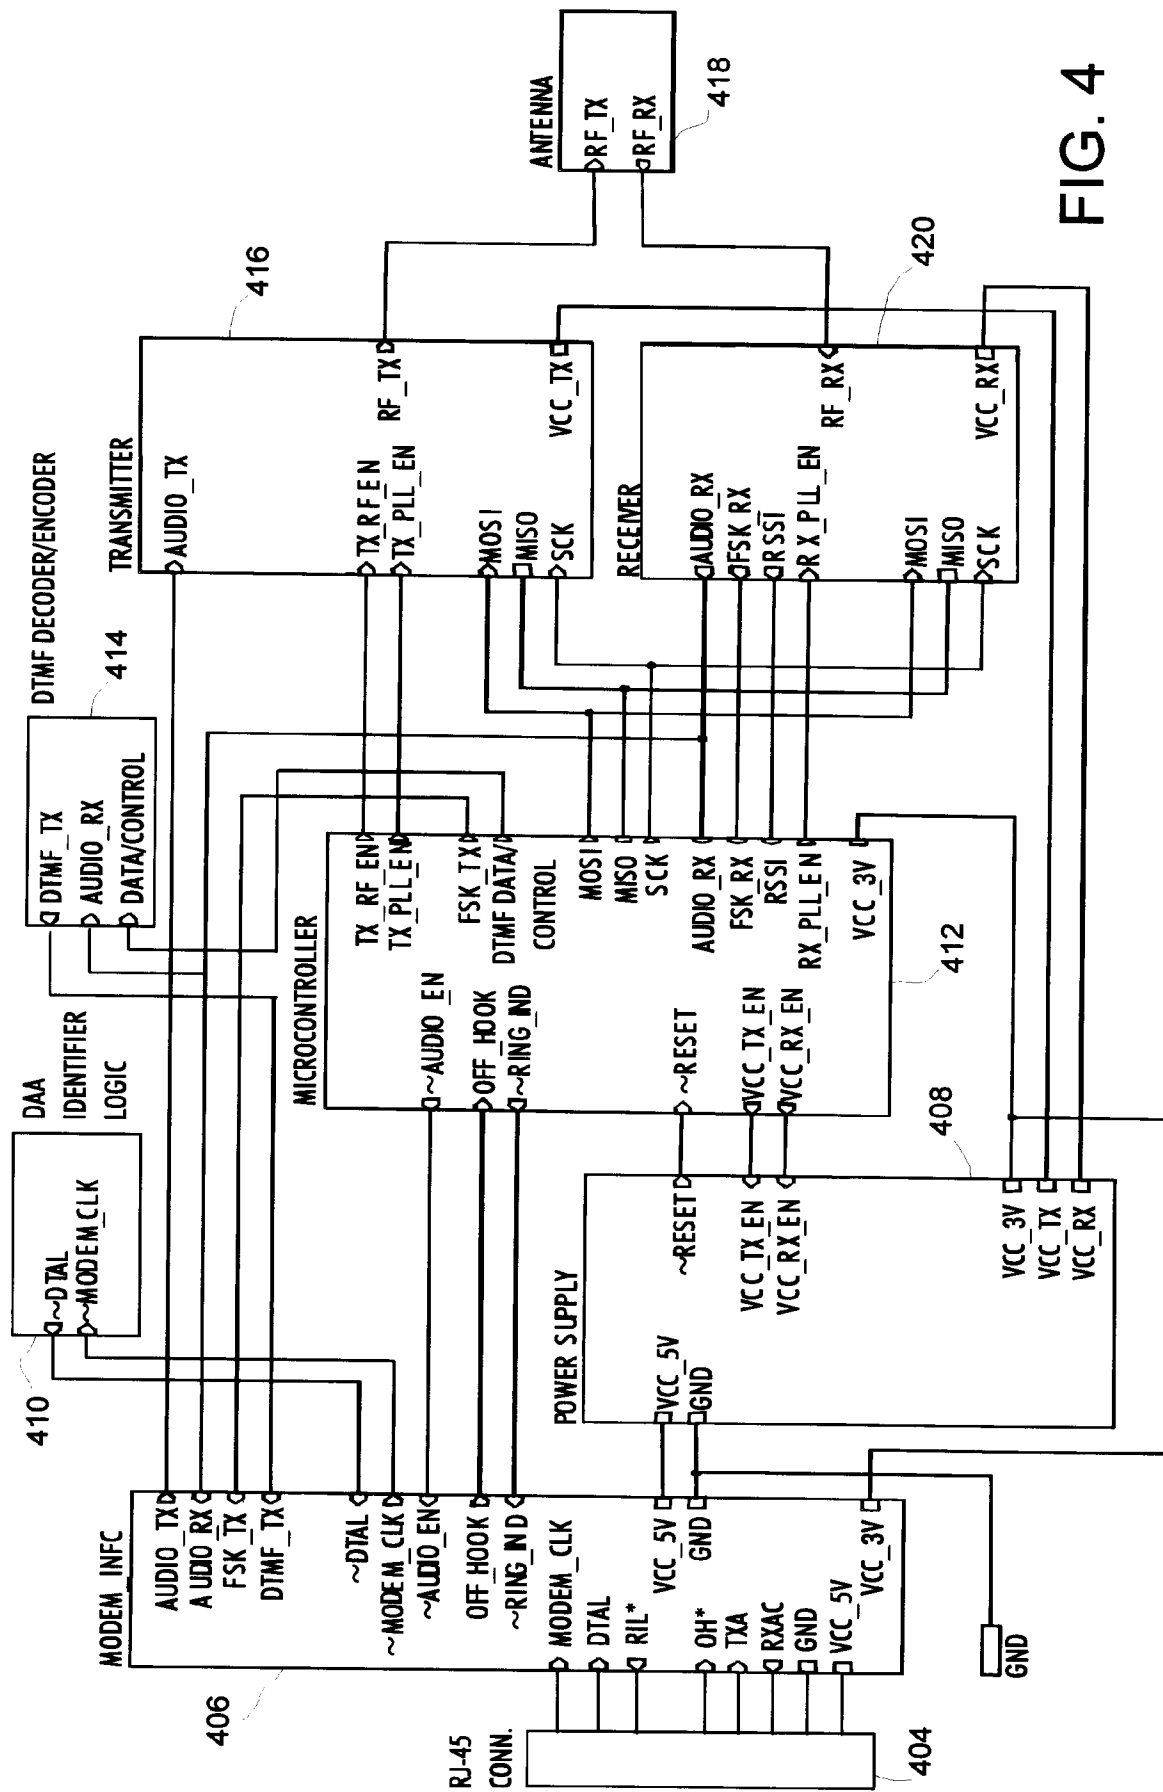 RJ-45
CONN.
404
MODEM INFC
406
AUDIO_TX
AUDIO_RX
FSK_TX
DTMF_TX
~DTAL
~MODEM_CLK
~AUDIO_EN
OFF_HOOK
~RING_IND
MODEM_CLK
DTAL
RIL*
OH*
TXA
RXAC
GND
VCC_5V
VCC_5V
GND
VCC_3V
GND
DAA
IDENTIFIER
LOGIC
410
~DTAL
~MODEM_CLK
POWER SUPPLY
408
VCC_5V
GND
~RESET
VCC_TX_EN
VCC_RX_EN
VCC_3V
VCC_TX
VCC_RX
MICROCONTROLLER
412
~AUDIO_EN
OFF_HOOK
~RING_IND
~RESET
VCC_TX_EN
VCC_RX_EN
TX_RF_EN
TX_PLL_EN
FSK_TX
DTMF DATA/
CONTROL
MOSI
MISO
SCK
AUDIO_RX
FSK_RX
RSSI
RX_PLL_EN
VCC_3V
DTMF DECODER/ENCODER
414
DTMF_TX
AUDIO_RX
DATA/CONTROL
TRANSMITTER
416
AUDIO_TX
TX_RF_EN
TX_PLL_EN
MOSI
MISO
SCK
RF_TX
VCC_TX
RECEIVER
420
AUDIO_RX
FSK_RX
RSSI
RX_PLL_EN
MOSI
MISO
SCK
RF_RX
VCC_RX
ANTENNA
418
RF_TX
RF_RX
FIG. 4